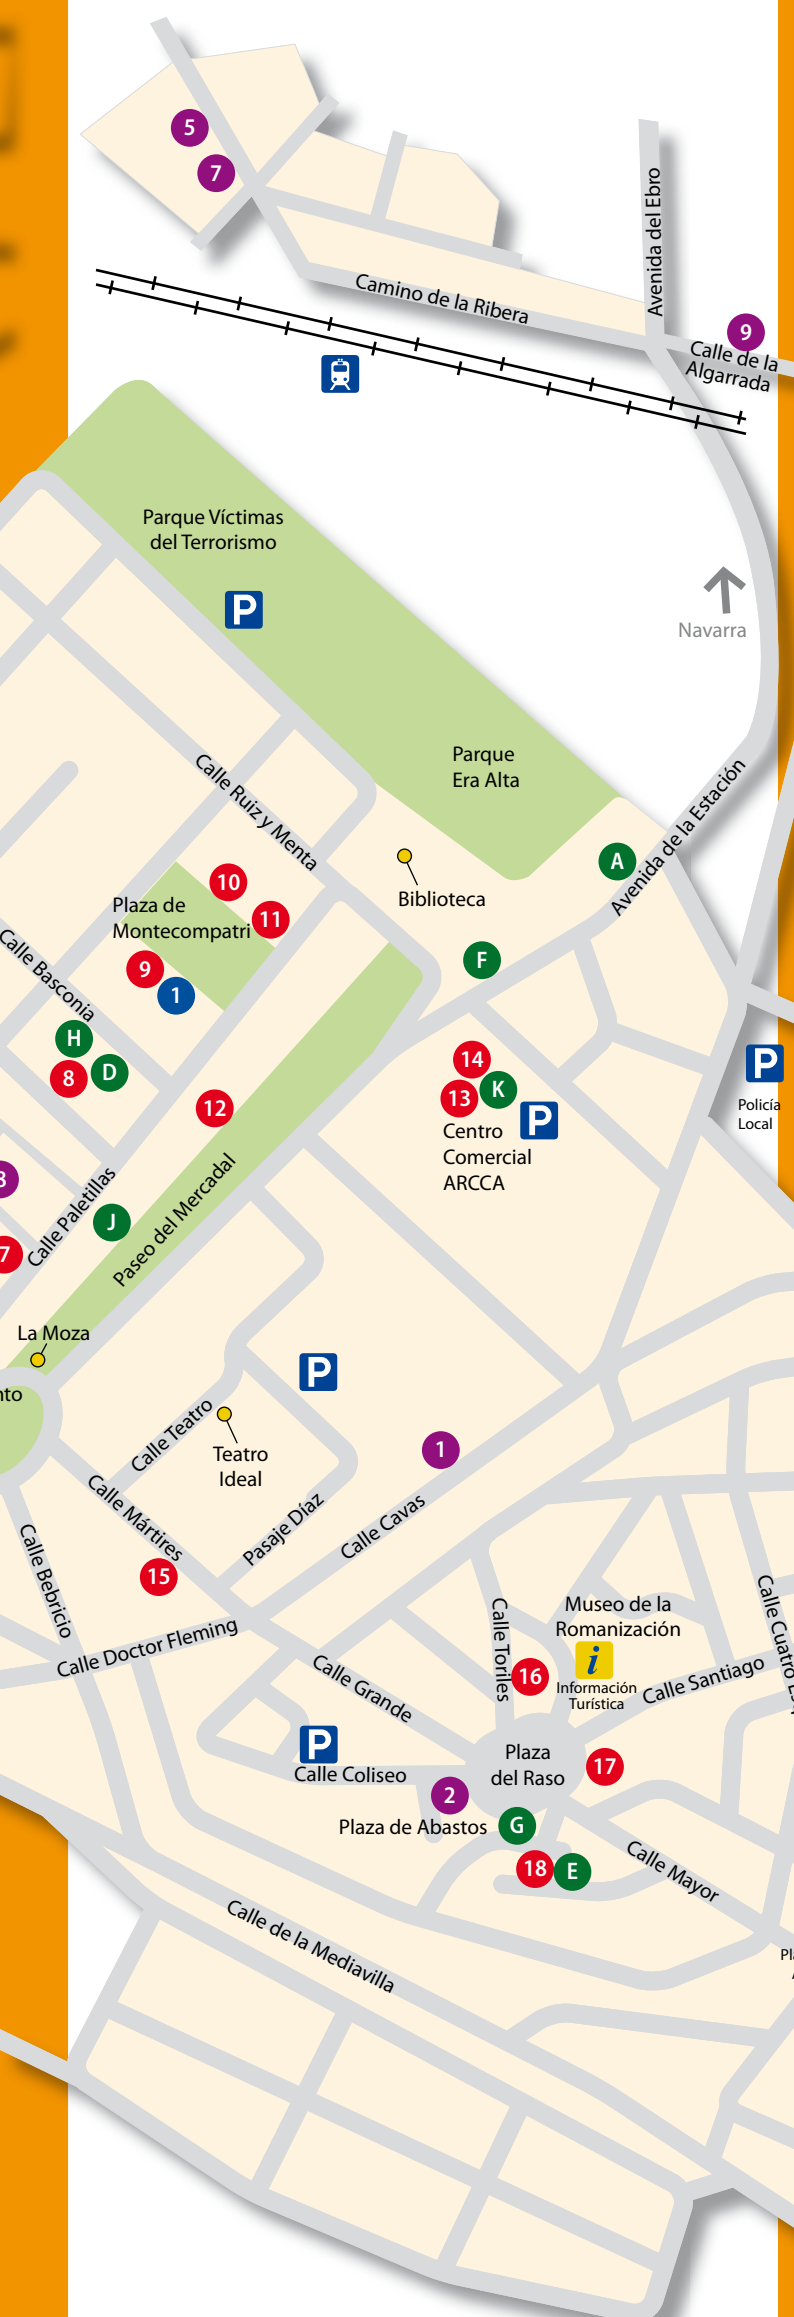 5
7
Avenida del Ebro
Camino de la Ribera
9
Calle de la
Algarrada
Parque Víctimas
del Terrorismo
P
Navarra
Parque
Era Alta
Calle Ruiz y Menta
Avenida de la Estación
A
Biblioteca
10
Plaza de
Montecompatri
11
F
Calle Basconia
9
1
H
8
D
14
13
K
P
Centro
Comercial
ARCCA
P
Policía
Local
12
Calle Paletillas
J
Paseo del Mercadal
7
La Moza
P
Calle Teatro
Teatro
Ideal
1
Calle Mártires
Pasaje Díaz
Calle Cavas
Calle Bebricio
15
Calle Doctor Fleming
Calle Toriles
Museo de la
Romanización
i
Información
Turística
16
Calle Santiago
Calle Grande
P
Calle Coliseo
Plaza
del Raso
17
2
Plaza de Abastos
G
18
E
Calle Mayor
Calle de la Mediavilla